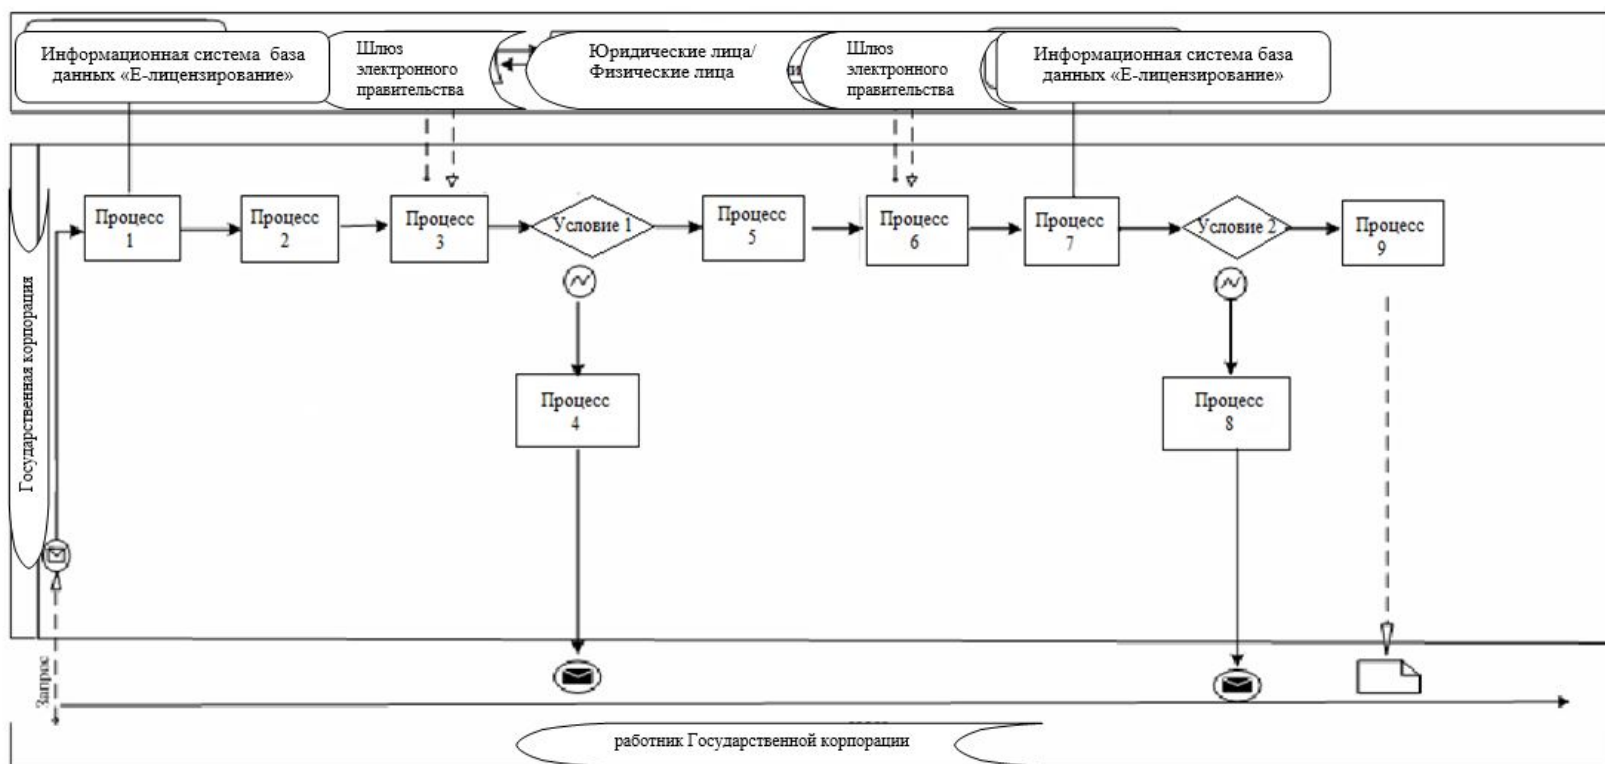 Информационная система база
данных «Е-лицензирование»
Шлюз
электронного
правительства
Юридические лица/
Физические лица
Шлюз
электронного
правительства
Информационная система база
данных «Е-лицензирование»
Государственная корпорация
Процесс
1
Процесс
2
Процесс
3
Условие 1
Процесс
5
Процесс
6
Процесс
7
Условие 2
Процесс
9
Процесс
4
Процесс
8
Запрос
работник Государственной корпорации